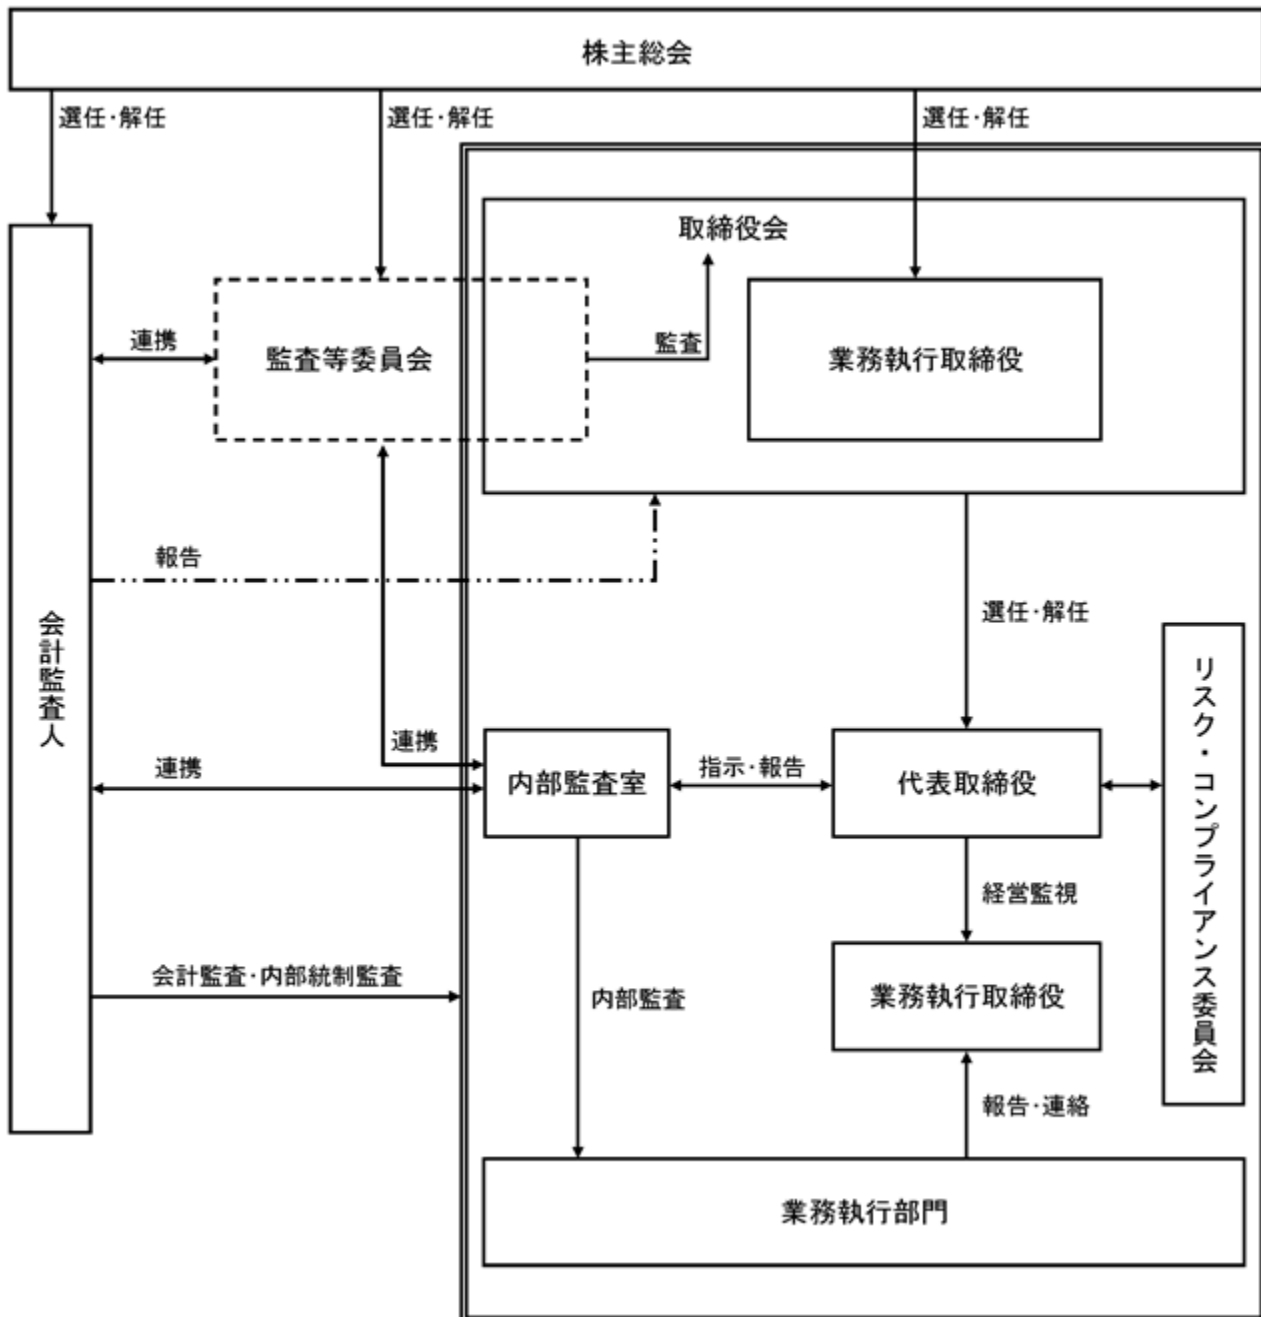 株主総会
選任・解任
選任・解任
選任・解任
取締役会
連携
監査等委員会
監査
業務執行取締役
報告
会計監査人
選任・解任
リスク・コンプライアンス委員会
連携
連携
内部監査室
指示・報告
代表取締役
経営監視
会計監査・内部統制監査
内部監査
業務執行取締役
報告・連絡
業務執行部門